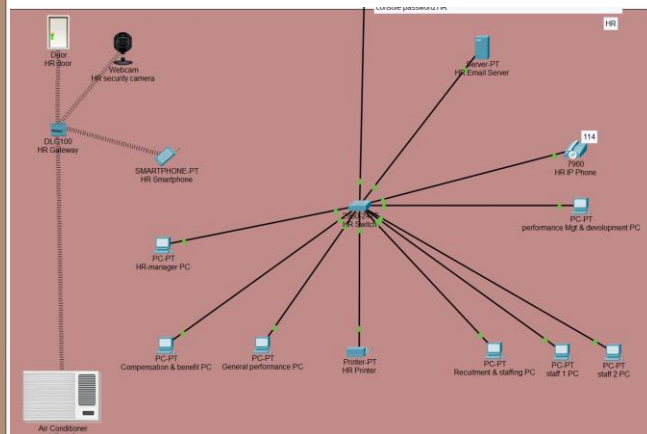 console password:HR
HR
Door
HR door
Webcam
HR security camera
Server-PT
HR Email Server
DLC100
HR Gateway
SMARTPHONE-PT
HR Smartphone
114
7960
HR IP Phone
HR Switch
PC-PT
performance Mgt & devolopment PC
PC-PT
HR-manager PC
PC-PT
Compensation & benefit PC
PC-PT
General performance PC
Printer-PT
HR Printer
PC-PT
Recuitment & staffing PC
PC-PT
staff 1 PC
PC-PT
staff 2 PC
Air Conditioner